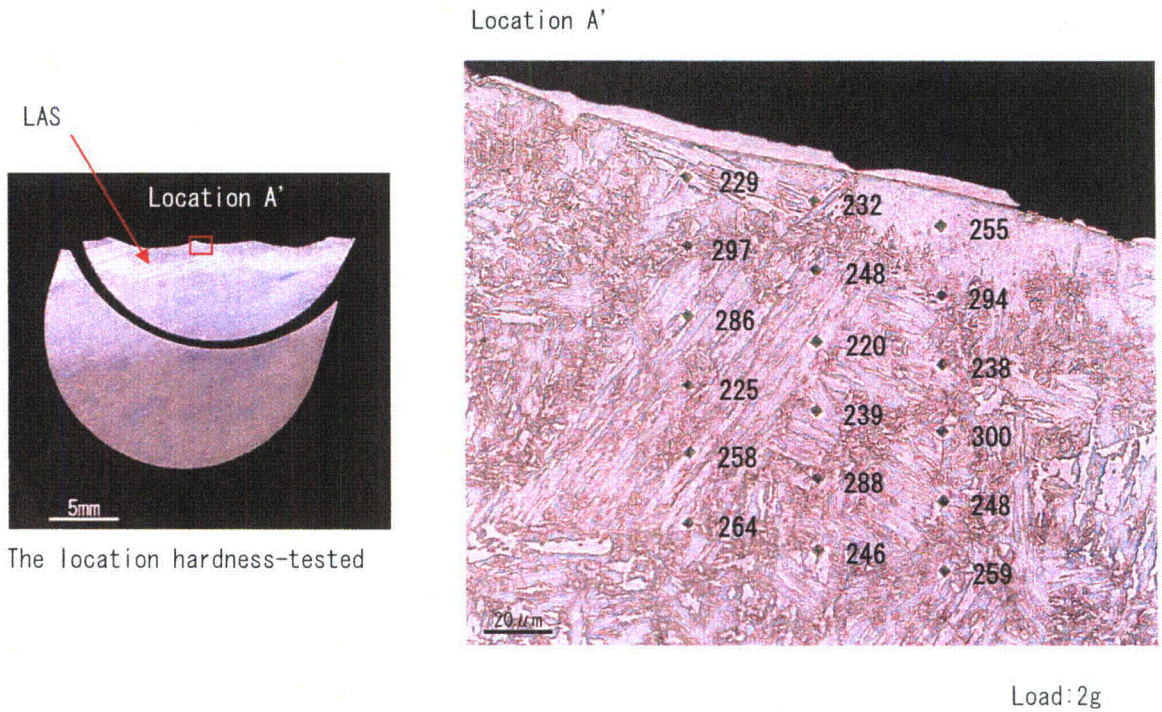 Location A'
LAS
Location A'
5mm
The location hardness-tested
229
232
255
297
248
294
286
220
238
225
239
300
258
288
248
264
246
259
20μm
Load:2g